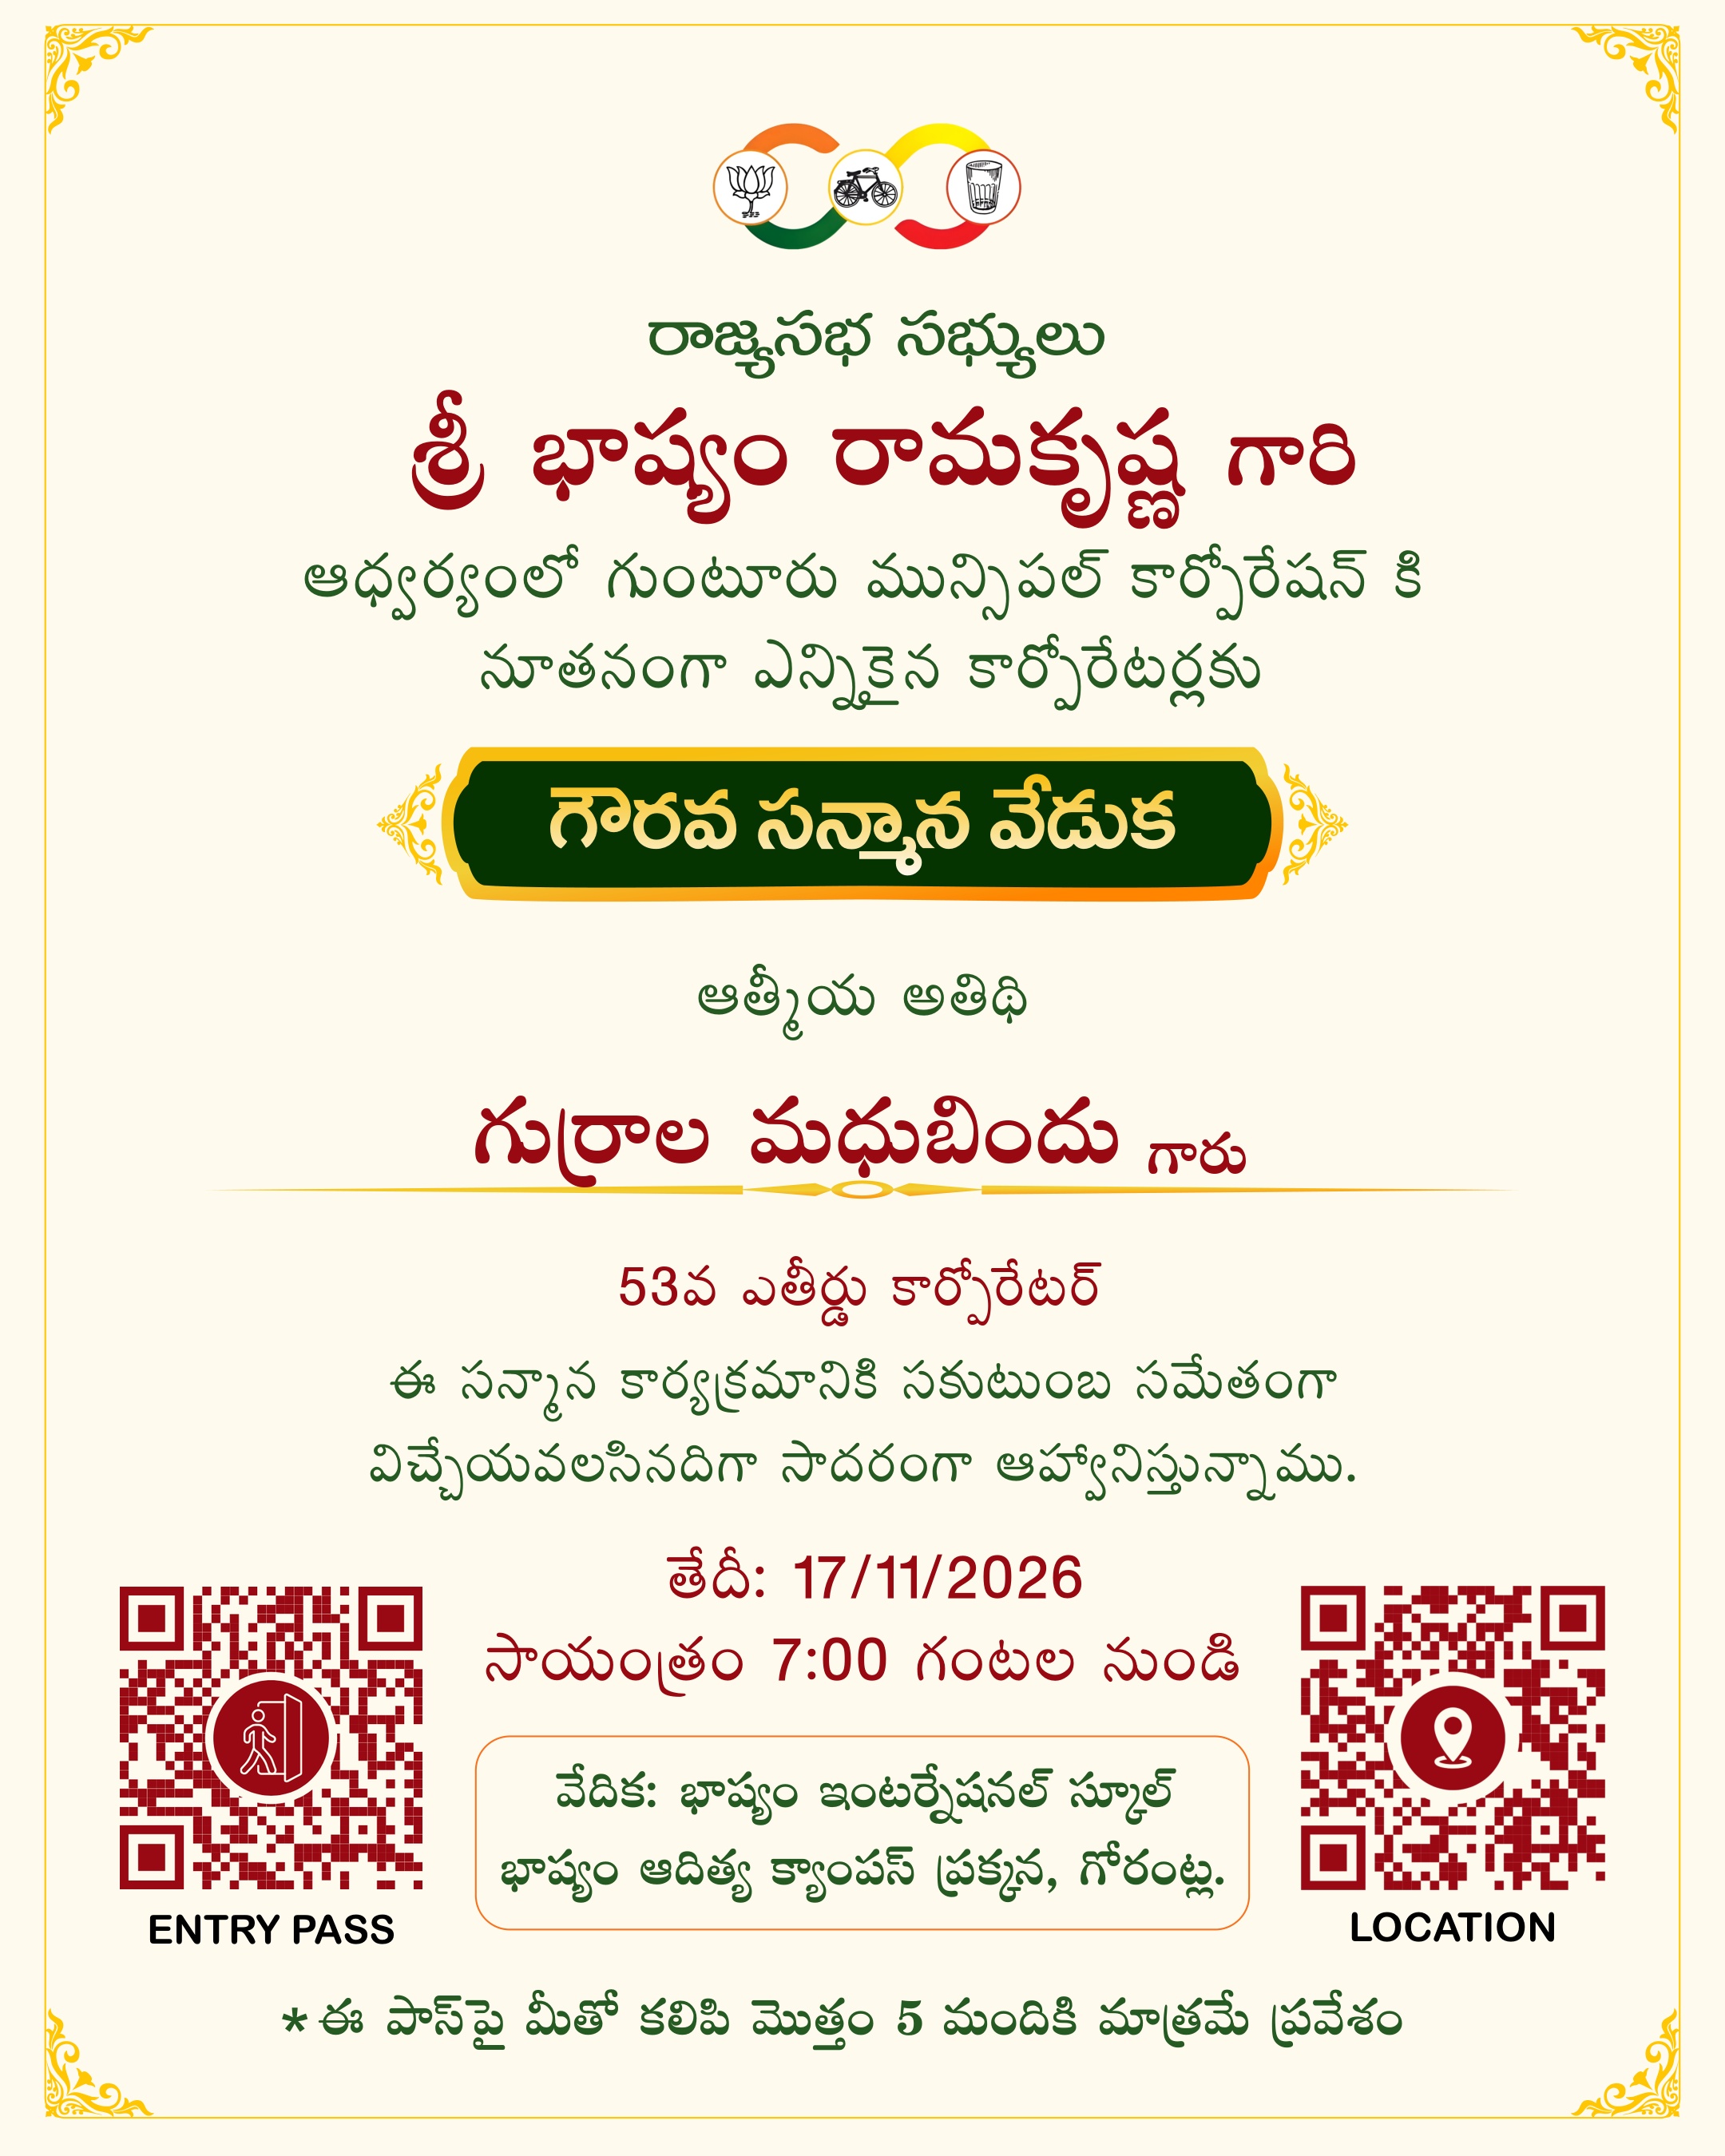 రాజ్యసభ సభ్యులు
శ్రీ భాష్యం రామకృష్ణ గారి
ఆధ్వర్యంలో గుంటూరు మున్సిపల్ కార్పోరేషన్ కి
నూతనంగా ఎన్నికైన కార్పోరేటర్లకు
గౌరవ సన్మాన వేడుక
ఆత్మీయ అతిథి
గుర్రాల మధుబిందు గారు
53వ ఎతీర్డు కార్పోరేటర్
ఈ సన్మాన కార్యక్రమానికి సకుటుంబ సమేతంగా
విచ్చేయవలసినదిగా సాదరంగా ఆహ్వానిస్తున్నాము.
తేదీ: 17/11/2026
సాయంత్రం 7:00 గంటల నుండి
వేదిక: భాష్యం ఇంటర్నేషనల్ స్కూల్
భాష్యం ఆదిత్య క్యాంపస్ ప్రక్కన, గోరంట్ల.
ENTRY PASS
LOCATION
*ఈ పాస్‌పై మీతో కలిపి మొత్తం 5 మందికి మాత్రమే ప్రవేశం